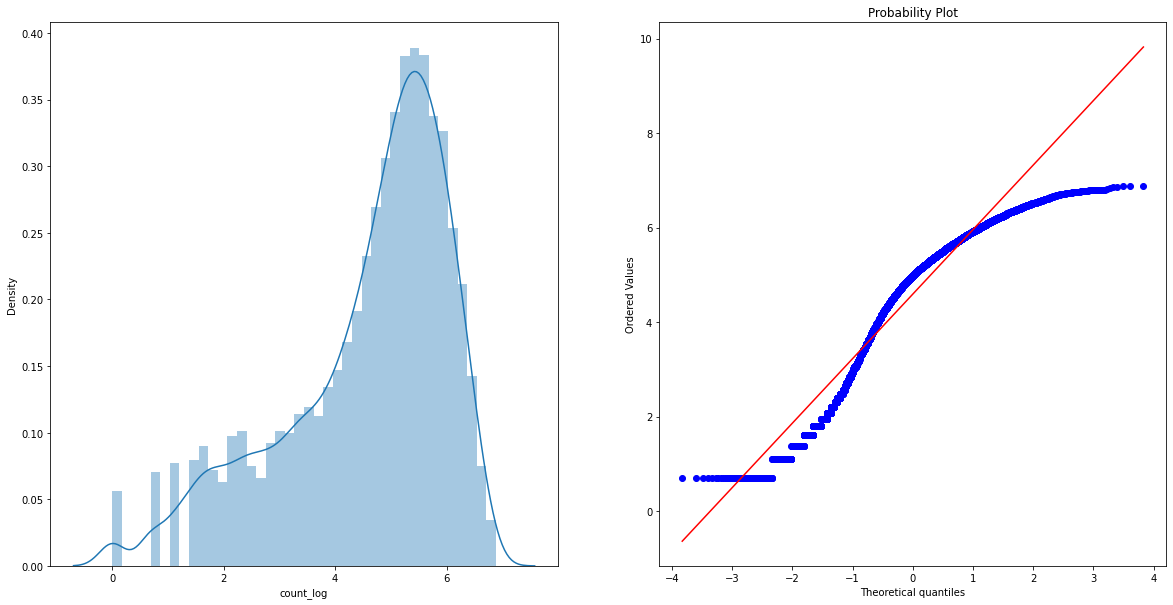 0.40
0.35
0.30
0.25
0.20
0.15
0.10
0.05
0.00
Density
0 2 4 6
count_log
Probability Plot
10
8
6
4
2
0
Ordered Values
−4 −3 −2 −1 0 1 2 3 4
Theoretical quantiles